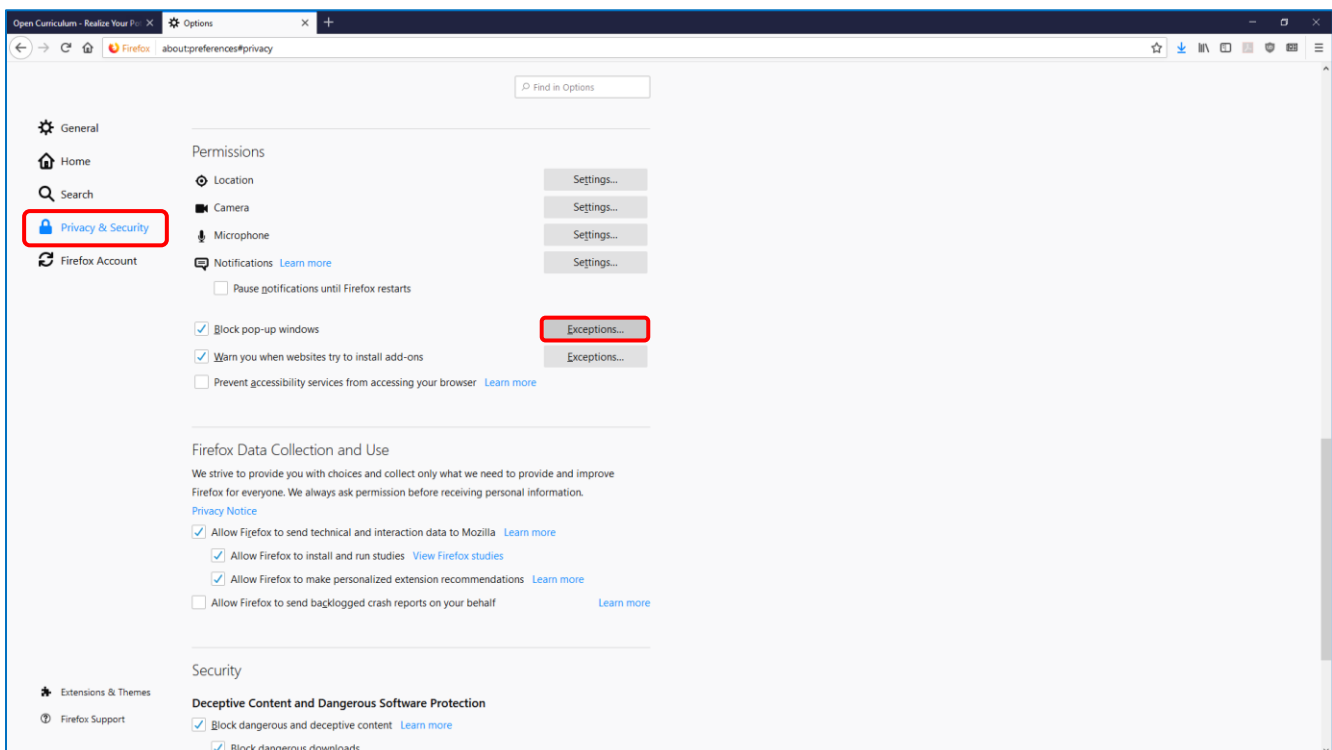 Open Curriculum - Realize Your Po
Options
Firefox about:preferences#privacy
Find in Options
General
Home
Search
Privacy & Security
Firefox Account
Permissions
Location Settings...
Camera Settings...
Microphone Settings...
Notifications Learn more Settings...
Pause notifications until Firefox restarts
Block pop-up windows Exceptions...
Warn you when websites try to install add-ons Exceptions...
Prevent accessibility services from accessing your browser Learn more
Firefox Data Collection and Use
We strive to provide you with choices and collect only what we need to provide and improve
Firefox for everyone. We always ask permission before receiving personal information.
Privacy Notice
Allow Firefox to send technical and interaction data to Mozilla Learn more
Allow Firefox to install and run studies View Firefox studies
Allow Firefox to make personalized extension recommendations Learn more
Allow Firefox to send backlogged crash reports on your behalf Learn more
Security
Deceptive Content and Dangerous Software Protection
Block dangerous and deceptive content Learn more
Block dangerous downloads
Extensions & Themes
Firefox Support